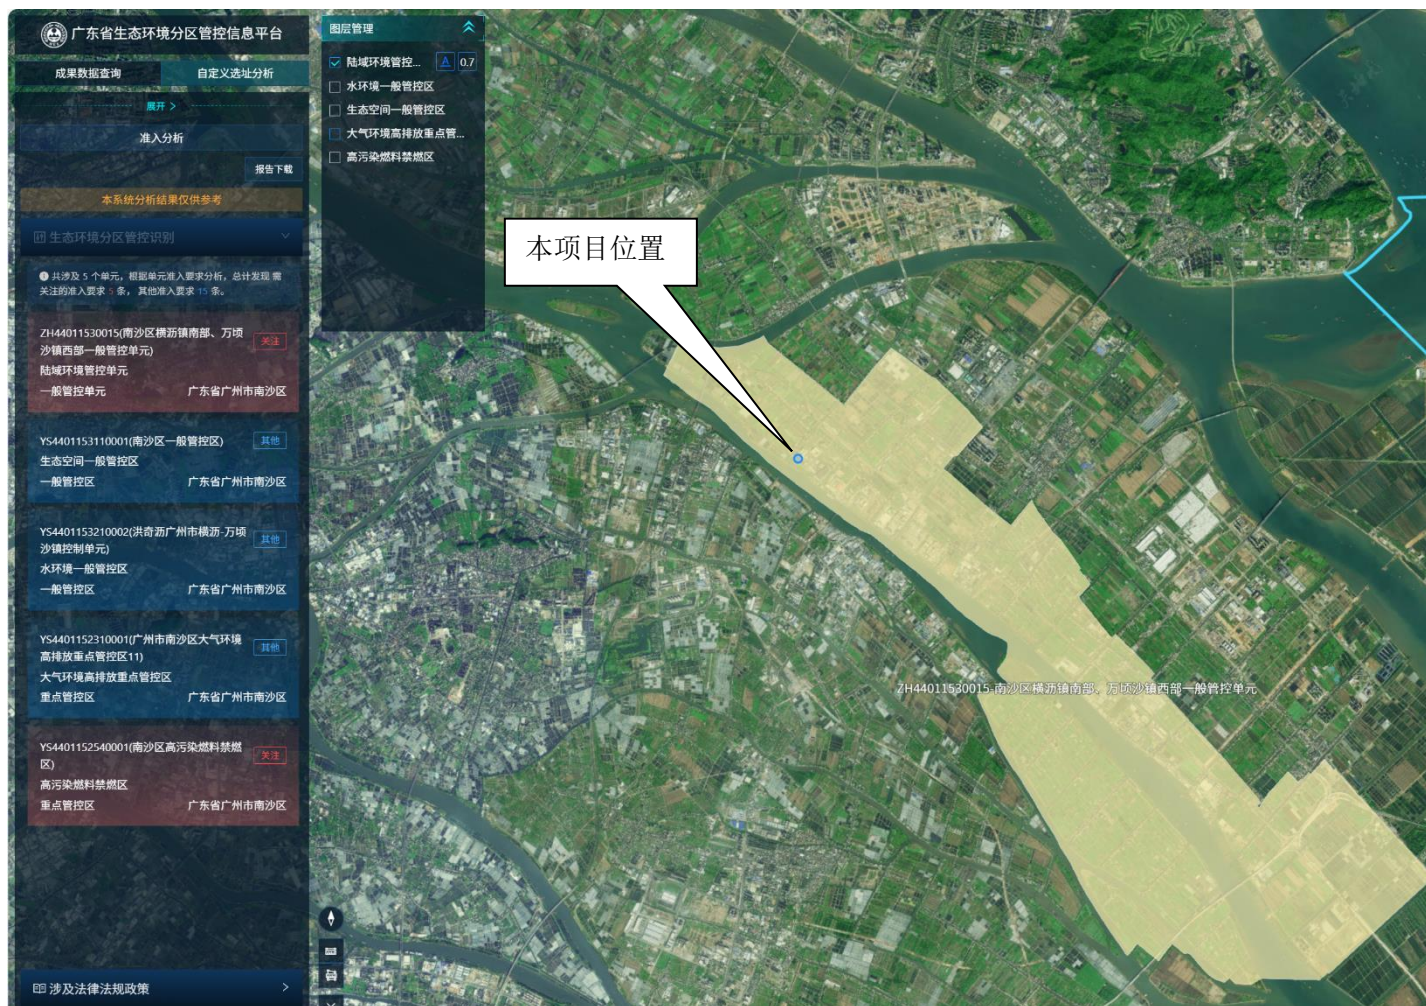 广东省生态环境分区管控信息平台
成果数据查询
自定义选址分析
展开 >
准入分析
报告下载
本系统分析结果仅供参考
生态环境分区管控识别
共涉及 5 个单元，根据单元准入要求分析，总计发现 需
关注的准入要求 5 条， 其他准入要求 15 条。
ZH44011530015(南沙区横沥镇南部、万顷
沙镇西部一般管控单元)
关注
陆域环境管控单元
一般管控单元
广东省广州市南沙区
YS4401153110001(南沙区一般管控区)
其他
生态空间一般管控区
一般管控区
广东省广州市南沙区
YS4401153210002(洪奇沥广州市横沥-万顷
沙镇控制单元)
其他
水环境一般管控区
一般管控区
广东省广州市南沙区
YS4401152310001(广州市南沙区大气环境
高排放重点管控区11)
其他
大气环境高排放重点管控区
重点管控区
广东省广州市南沙区
YS4401152540001(南沙区高污染燃料禁燃
区)
关注
高污染燃料禁燃区
重点管控区
广东省广州市南沙区
涉及法律法规政策
图层管理
陆域环境管控...
A
0.7
水环境一般管控区
生态空间一般管控区
大气环境高排放重点管...
高污染燃料禁燃区
本项目位置
ZH44011530015-南沙区横沥镇南部、万顷沙镇西部一般管控单元